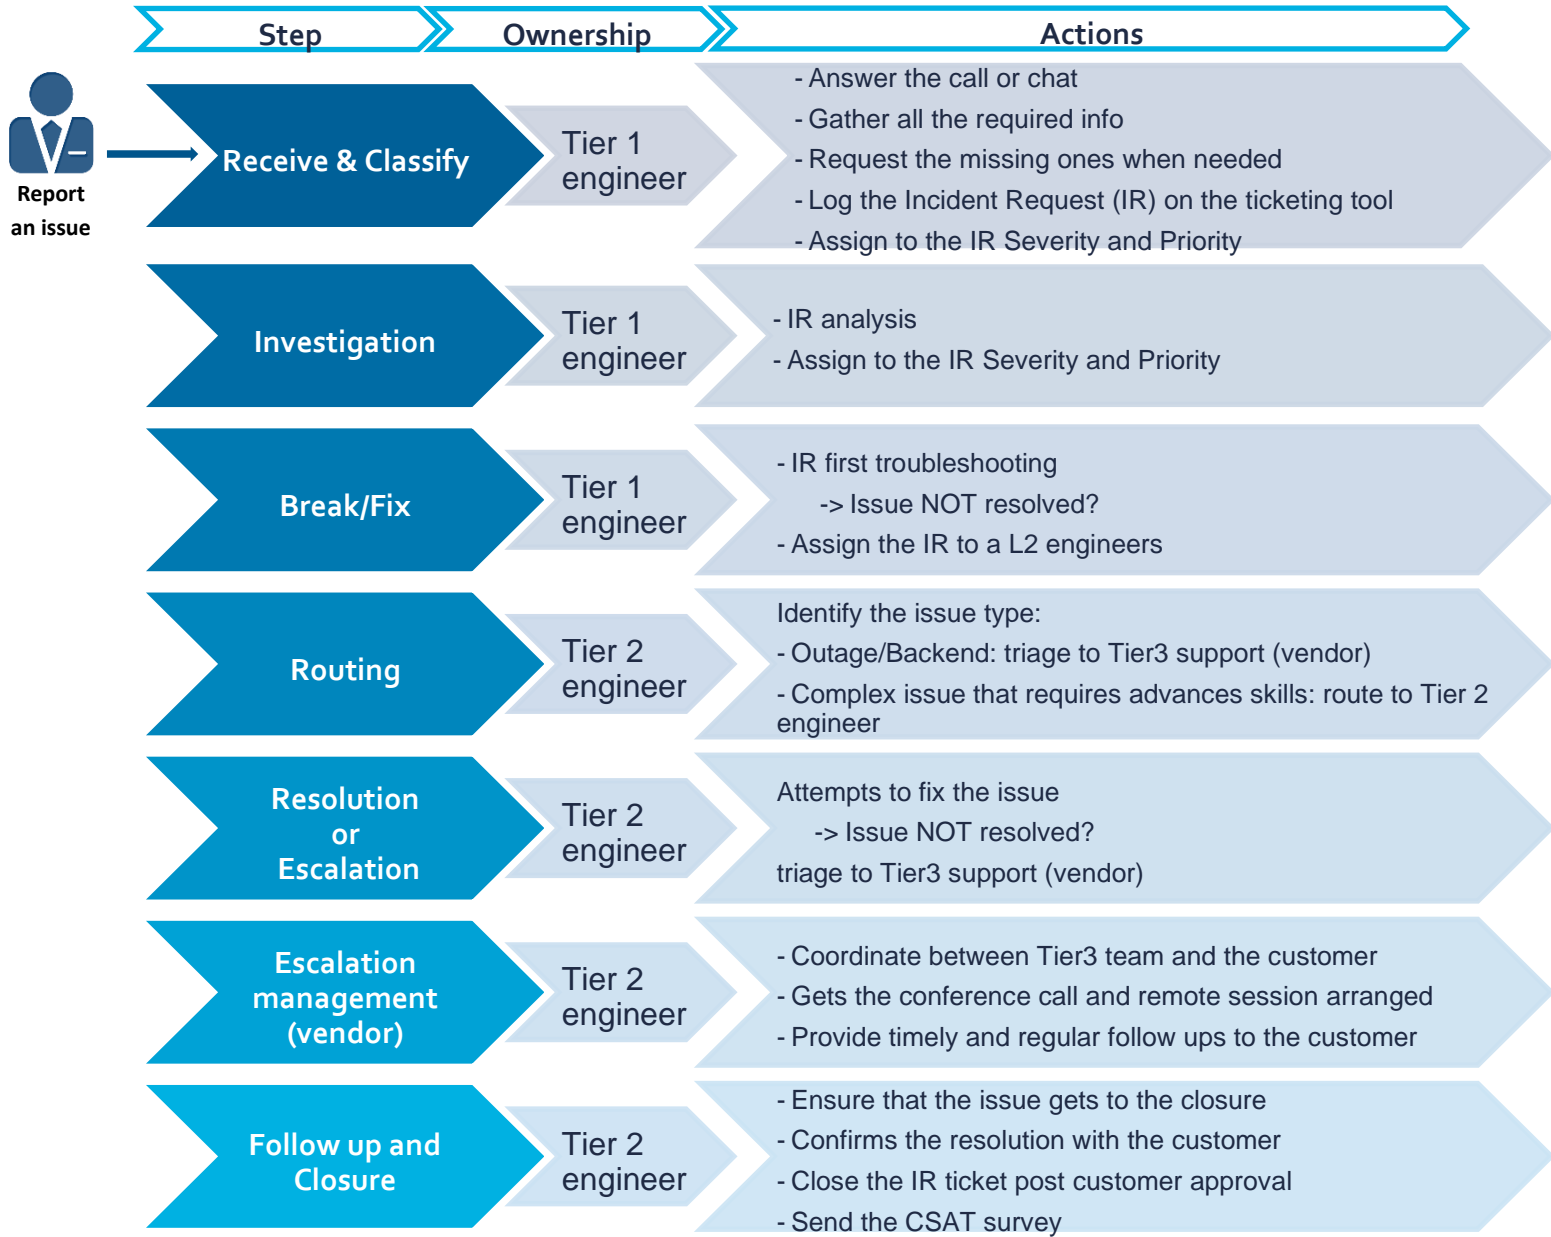 Step
Ownership
Actions
Report
an issue
Receive & Classify
Tier 1
engineer
- Answer the call or chat
- Gather all the required info
- Request the missing ones when needed
- Log the Incident Request (IR) on the ticketing tool
- Assign to the IR Severity and Priority
Investigation
Tier 1
engineer
- IR analysis
- Assign to the IR Severity and Priority
Break/Fix
Tier 1
engineer
- IR first troubleshooting
-> Issue NOT resolved?
- Assign the IR to a L2 engineers
Routing
Tier 2
engineer
Identify the issue type:
- Outage/Backend: triage to Tier3 support (vendor)
- Complex issue that requires advances skills: route to Tier 2
engineer
Resolution
or
Escalation
Tier 2
engineer
Attempts to fix the issue
-> Issue NOT resolved?
triage to Tier3 support (vendor)
Escalation
management
(vendor)
Tier 2
engineer
- Coordinate between Tier3 team and the customer
- Gets the conference call and remote session arranged
- Provide timely and regular follow ups to the customer
Follow up and
Closure
Tier 2
engineer
- Ensure that the issue gets to the closure
- Confirms the resolution with the customer
- Close the IR ticket post customer approval
- Send the CSAT survey